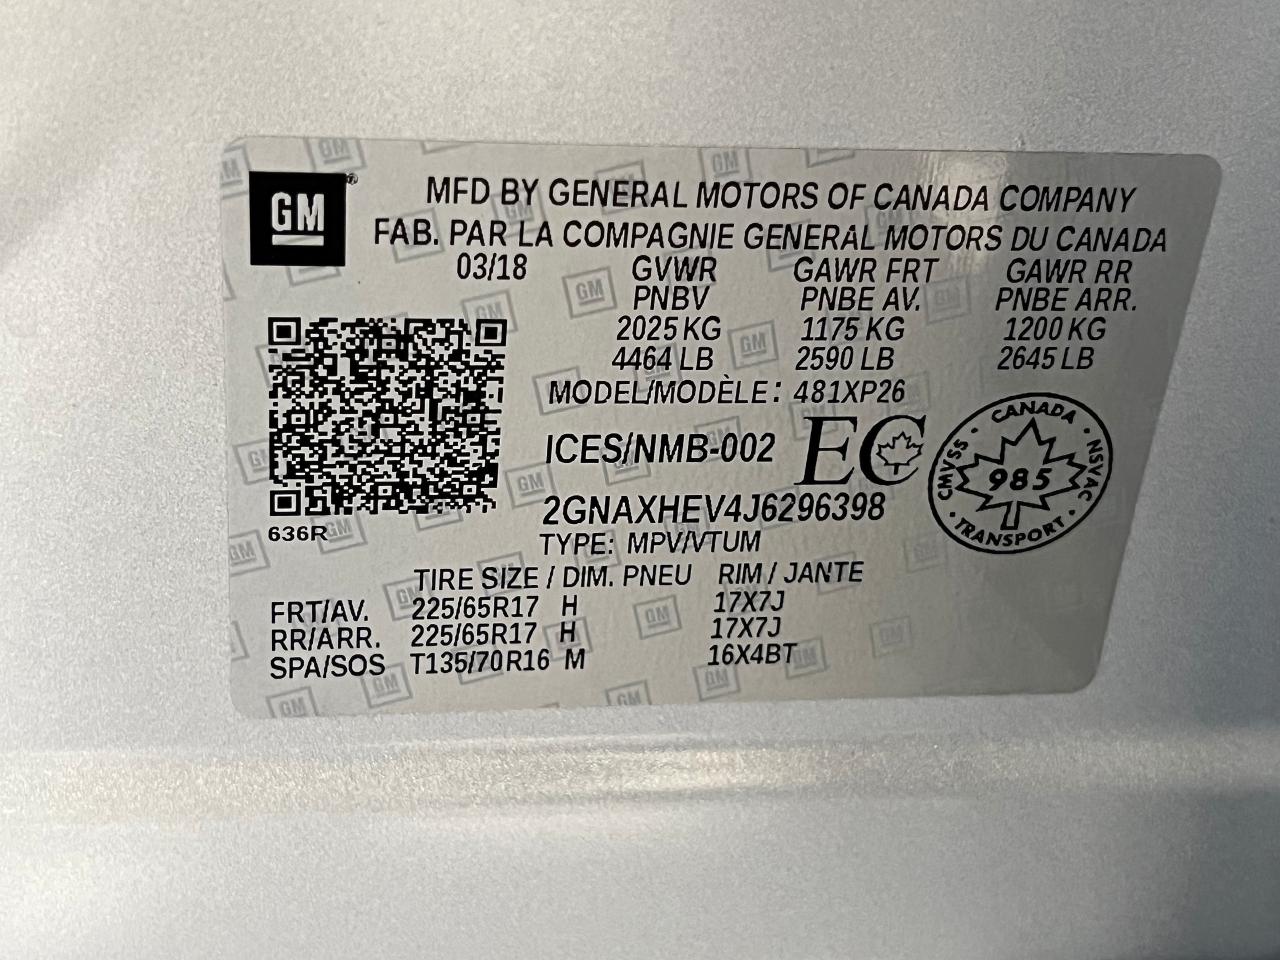 GM
MFD BY GENERAL MOTORS OF CANADA COMPANY
FAB. PAR LA COMPAGNIE GENERAL MOTORS DU CANADA
03/18 GVWR GAWR FRT GAWR RR
PNBV PNBE AV. PNBE ARR.
2025 KG 1175 KG 1200 KG
4464 LB 2590 LB 2645 LB
MODEL/MODÈLE: 481XP26
ICES/NMB-002 EC
CANADA
CMVSS · NSVAC
985
· TRANSPORT ·
2GNAXHEV4J6296398
636R
TYPE: MPV/VTUM
TIRE SIZE / DIM. PNEU RIM / JANTE
FRT/AV. 225/65R17 H 17X7J
RR/ARR. 225/65R17 H 17X7J
SPA/SOS T135/70R16 M 16X4BT